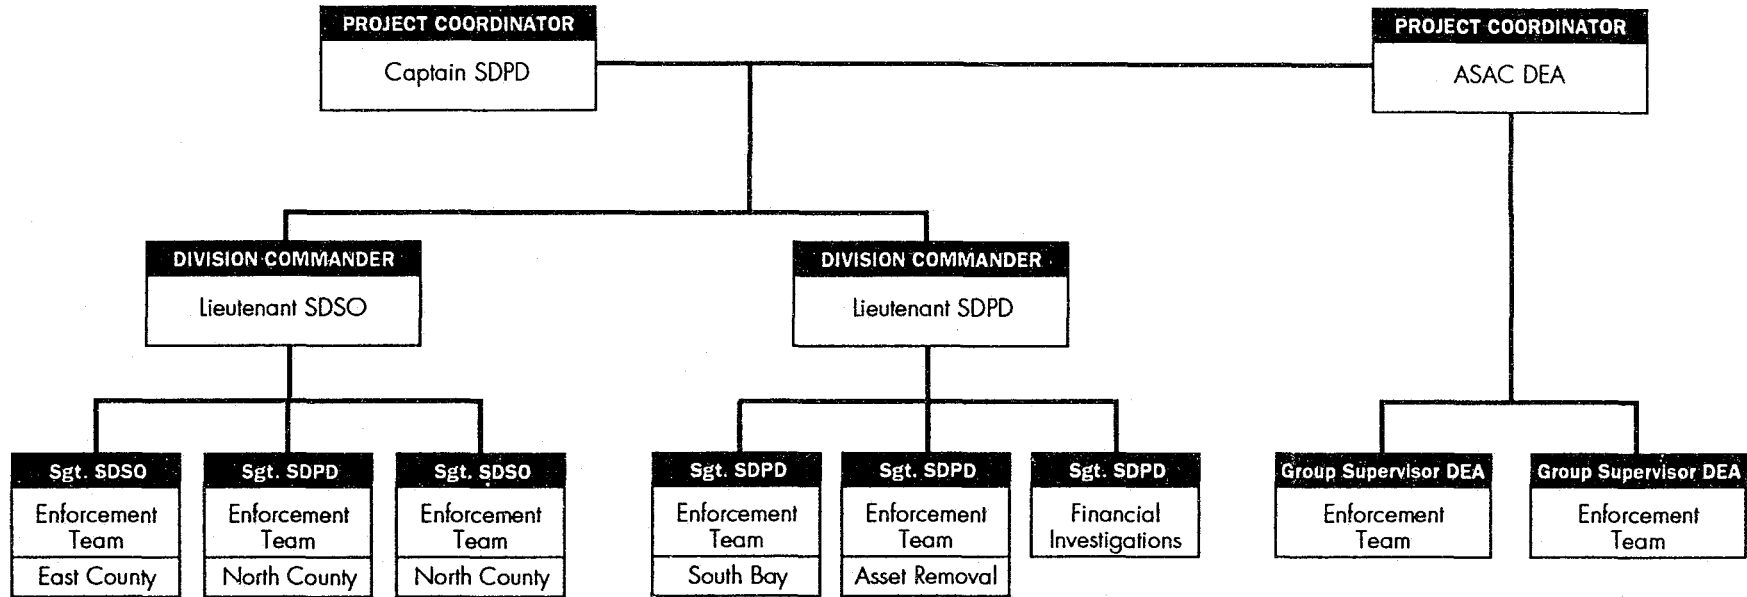 PROJECT COORDINATOR
Captain SDPD
PROJECT COORDINATOR
ASAC DEA
DIVISION COMMANDER
Lieutenant SDSO
DIVISION COMMANDER
Lieutenant SDPD
Sgt. SDSO
Enforcement
Team
East County
Sgt. SDPD
Enforcement
Team
North County
Sgt. SDSO
Enforcement
Team
North County
Sgt. SDPD
Enforcement
Team
South Bay
Sgt. SDPD
Enforcement
Team
Asset Removal
Sgt. SDPD
Financial
Investigations
Group Supervisor DEA
Enforcement
Team
Group Supervisor DEA
Enforcement
Team